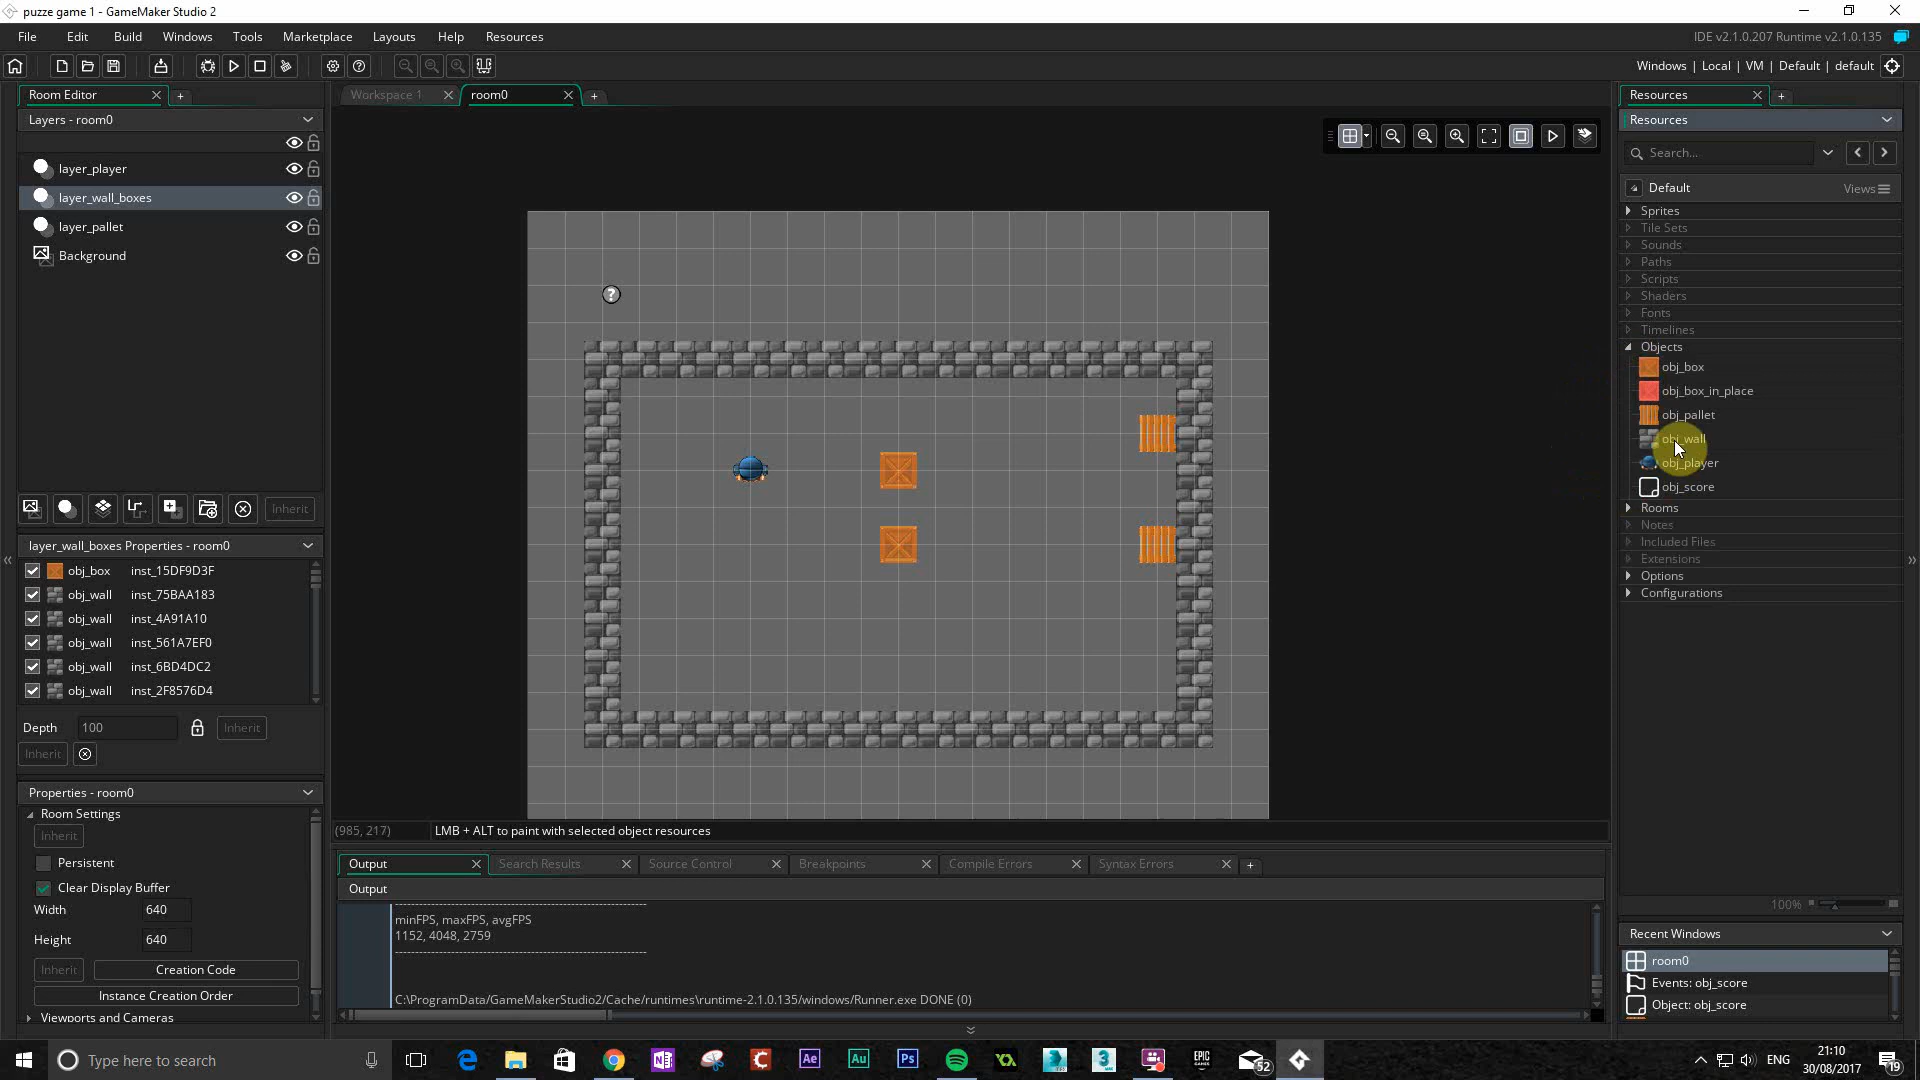 puzze game 1 - GameMaker Studio 2
File Edit Build Windows Tools Marketplace Layouts Help Resources
IDE v2.1.0.207 Runtime v2.1.0.135
Windows | Local | VM | Default | default
Room Editor
Layers - room0
layer_player
layer_wall_boxes
layer_pallet
Background
Inherit
layer_wall_boxes Properties - room0
obj_box inst_15DF9D3F
obj_wall inst_75BAA183
obj_wall inst_4A91A10
obj_wall inst_561A7EF0
obj_wall inst_6BD4DC2
obj_wall inst_2F8576D4
Depth 100 Inherit
Inherit
Properties - room0
Room Settings
Inherit
Persistent
Clear Display Buffer
Width 640
Height 640
Inherit Creation Code
Instance Creation Order
Viewports and Cameras
Workspace 1 room0
?
(985, 217) LMB + ALT to paint with selected object resources
Output Search Results Source Control Breakpoints Compile Errors Syntax Errors
Output
minFPS, maxFPS, avgFPS
1152, 4048, 2759
C:\ProgramData/GameMakerStudio2/Cache/runtimes\runtime-2.1.0.135/windows/Runner.exe DONE (0)
Resources
Resources
Search...
Default Views
Sprites
Tile Sets
Sounds
Paths
Scripts
Shaders
Fonts
Timelines
Objects
obj_box
obj_box_in_place
obj_pallet
obj_wall
obj_player
obj_score
Rooms
Notes
Included Files
Extensions
Options
Configurations
100%
Recent Windows
room0
Events: obj_score
Object: obj_score
Type here to search
Ae Au Ps
EPIC GAMES
52
ENG
21:10
30/08/2017
19